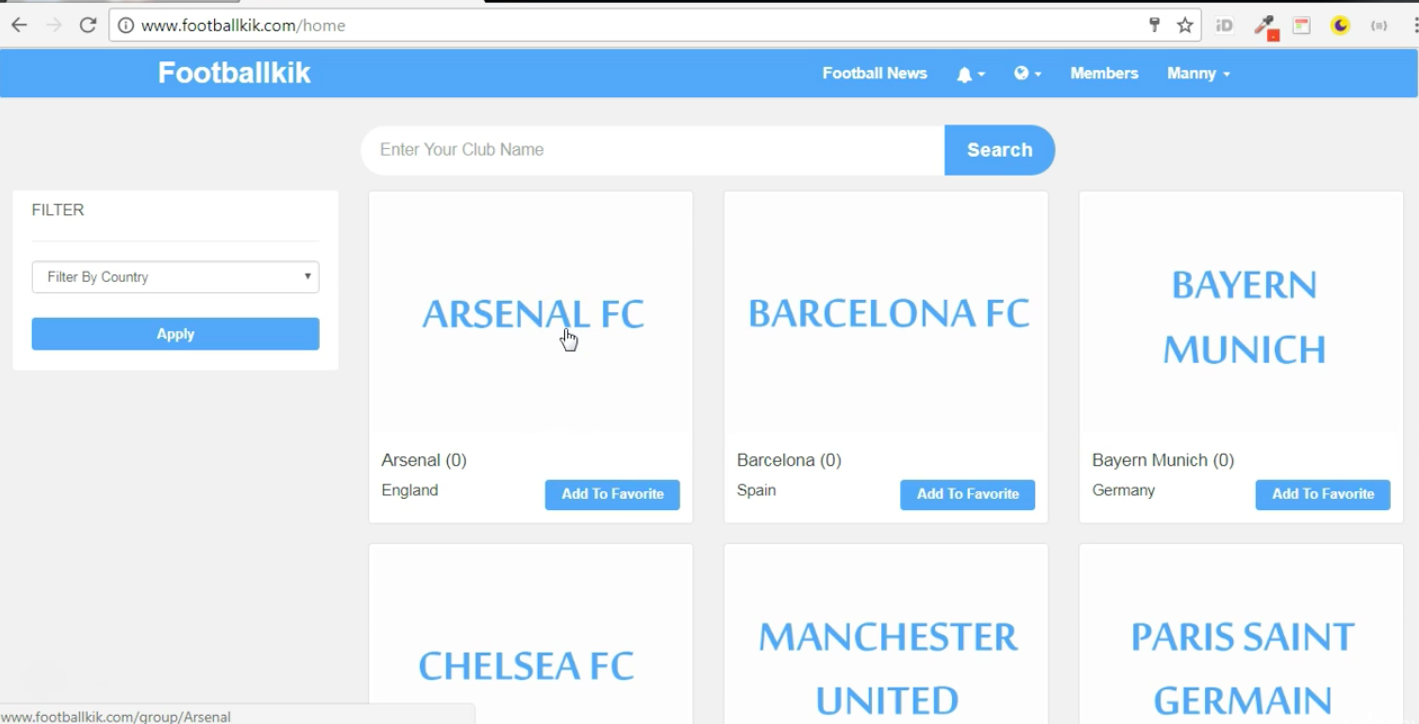 www.footballkik.com/home
Footballkik
Football News
Members
Manny
Enter Your Club Name
Search
FILTER
Filter By Country
Apply
ARSENAL FC
Arsenal (0)
England
Add To Favorite
BARCELONA FC
Barcelona (0)
Spain
Add To Favorite
BAYERN
MUNICH
Bayern Munich (0)
Germany
Add To Favorite
CHELSEA FC
MANCHESTER
UNITED
PARIS SAINT
GERMAIN
www.footballkik.com/group/Arsenal